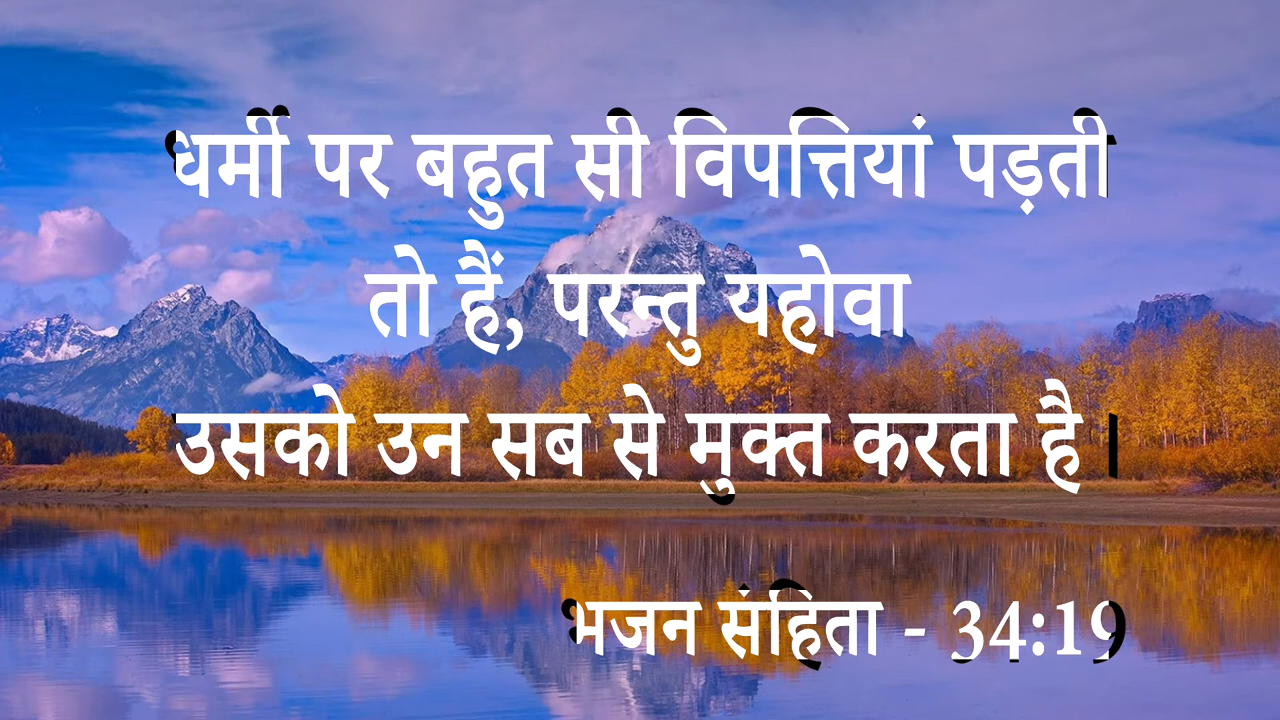 धर्मी पर बहुत सी विपत्तियां पड़ती
तो हैं, परन्तु यहोवा
उसको उन सब से मुक्त करता है ।
भजन संहिता - 34:19